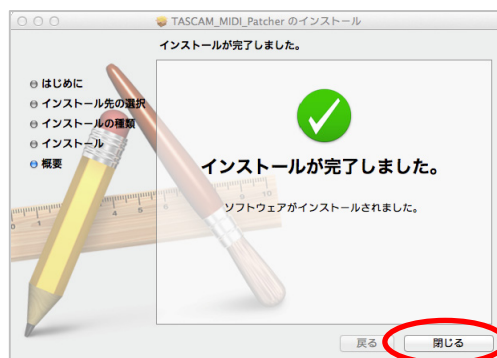 TASCAM_MIDI_Patcher のインストール
インストールが完了しました。
はじめに
インストール先の選択
インストールの種類
インストール
概要
インストールが完了しました。
ソフトウェアがインストールされました。
戻る
閉じる